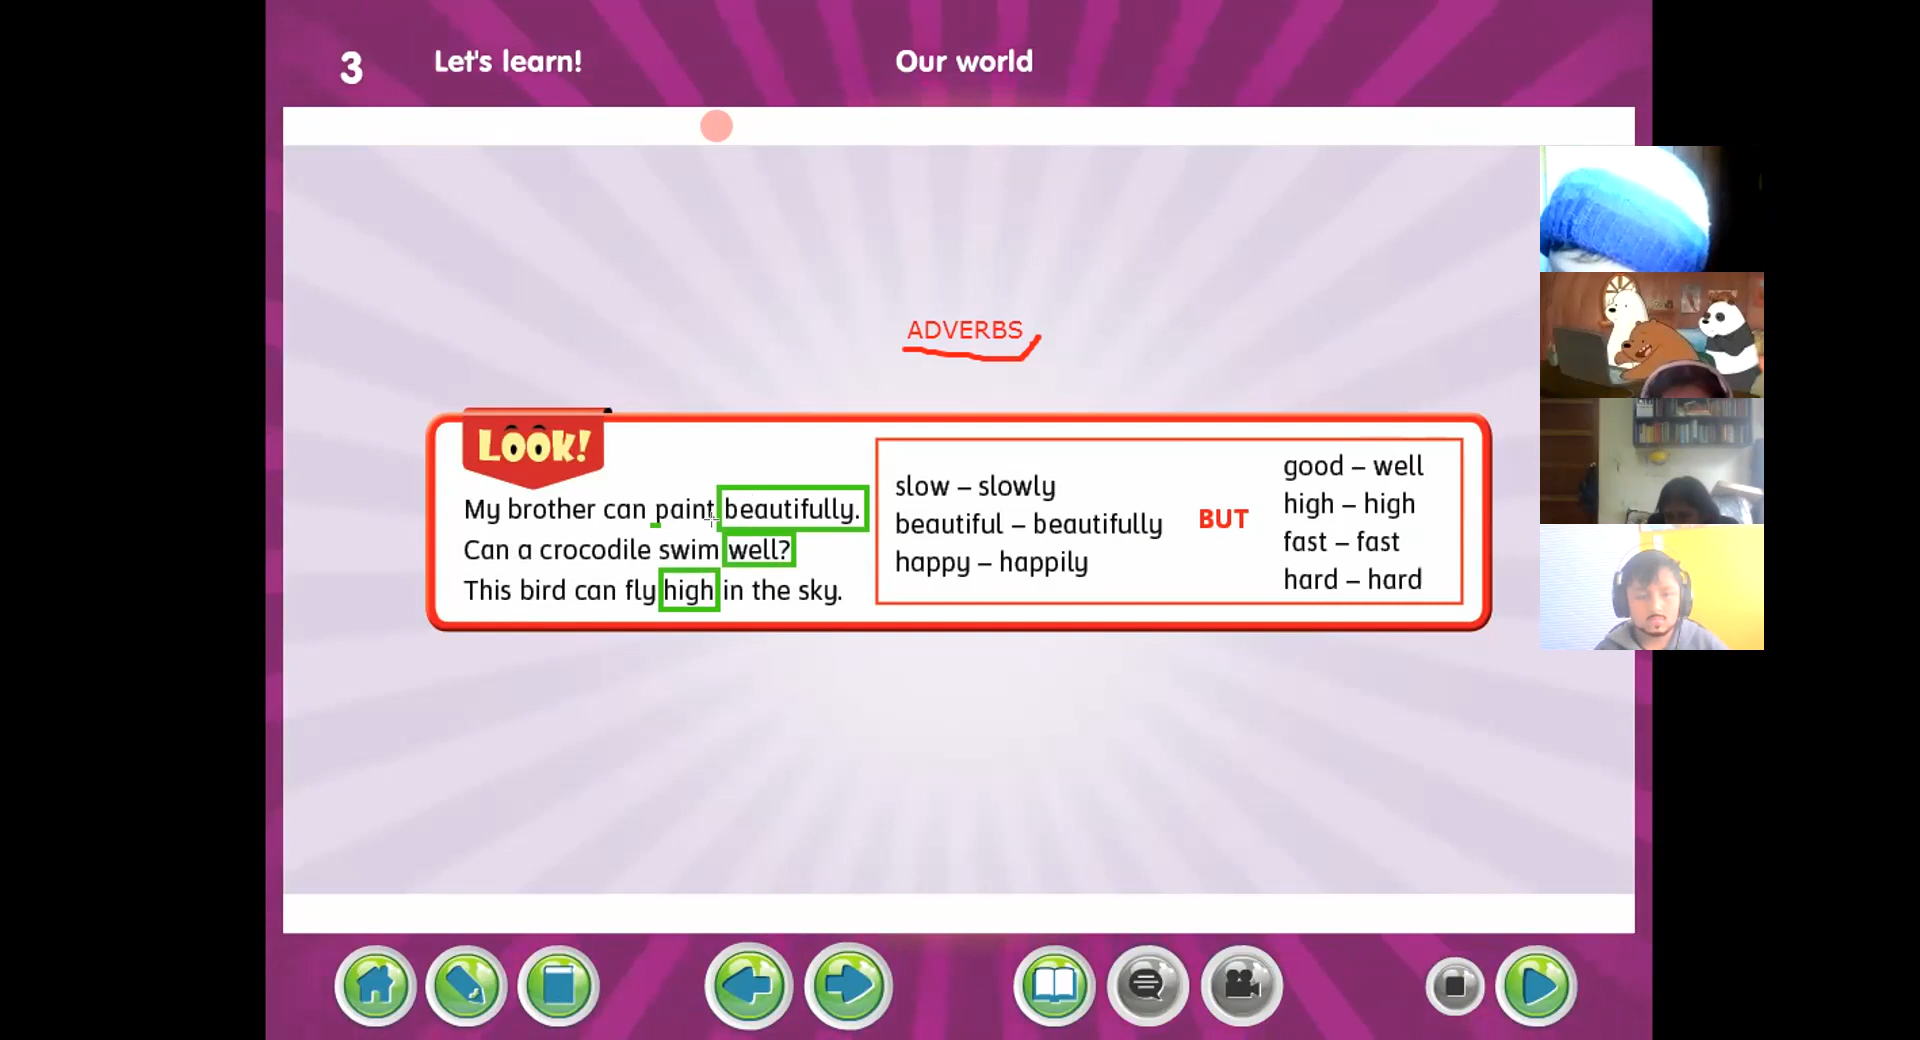 3 Let's learn! Our world
ADVERBS
LOOK!
My brother can paint beautifully.
Can a crocodile swim well?
This bird can fly high in the sky.
slow – slowly
beautiful – beautifully
happy – happily
BUT
good – well
high – high
fast – fast
hard – hard